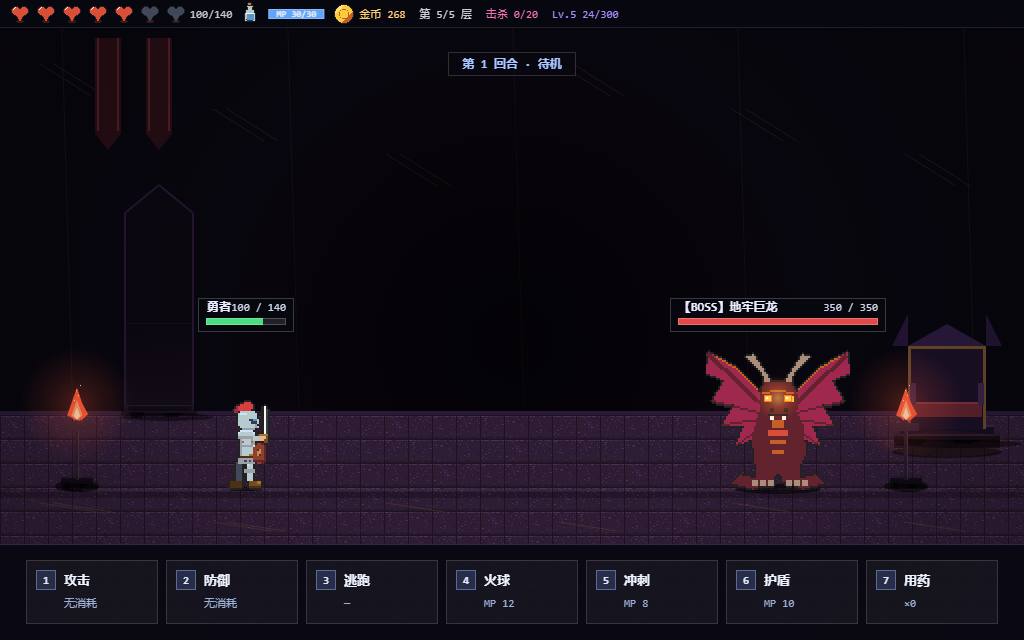 100/140 MP 30/30 金币 268 第 5/5 层 击杀 0/20 Lv.5 24/300
第 1 回合 · 待机
勇者100 / 140
【BOSS】地牢巨龙 350 / 350
1 攻击 2 防御 3 逃跑 4 火球 5 冲刺 6 护盾 7 用药
无消耗 无消耗 — MP 12 MP 8 MP 10 ×0